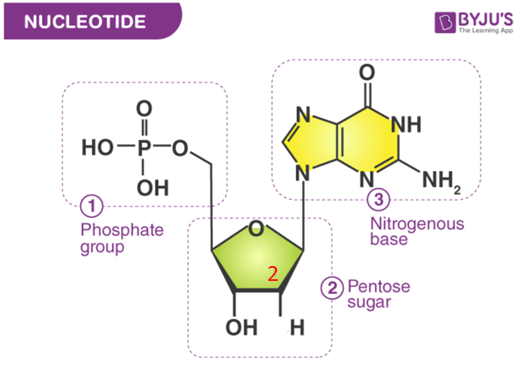 NUCLEOTIDE
BYJU'S
The Learning App
O
HO
P
O
OH
1
Phosphate
group
O
N
NH
N
N
NH2
3
Nitrogenous
base
O
2
2
Pentose
sugar
OH
H